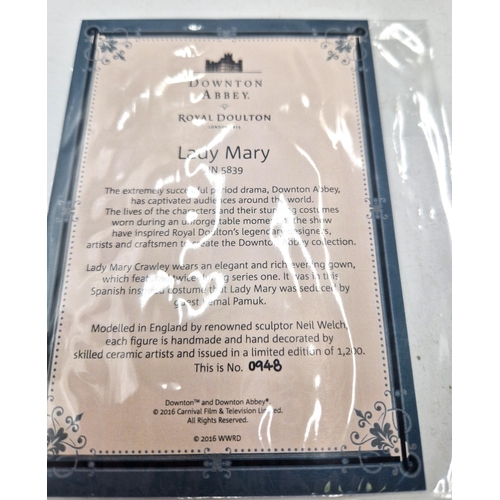 DOWNTON
ABBEY.
ROYAL DOULTON
LONDON 1815
Lady Mary
HN 5839
The extremely successful period drama, Downton Abbey,
has captivated audiences around the world.
The lives of the characters and their stunning costumes
worn during an unforgettable moment the show
have inspired Royal Doulton's legendary designers,
artists and craftsmen to create the Downton Abbey collection.
Lady Mary Crawley wears an elegant and rich evening gown,
which features twice during series one. It was in this
Spanish inspired costume that Lady Mary was seduced by
guest Kemal Pamuk.
Modelled in England by renowned sculptor Neil Welch,
each figure is handmade and hand decorated by
skilled ceramic artists and issued in a limited edition of 1,200.
This is No. 0948
Downton™ and Downton Abbey®.
© 2016 Carnival Film & Television Limited.
All Rights Reserved.
© 2016 WWRD